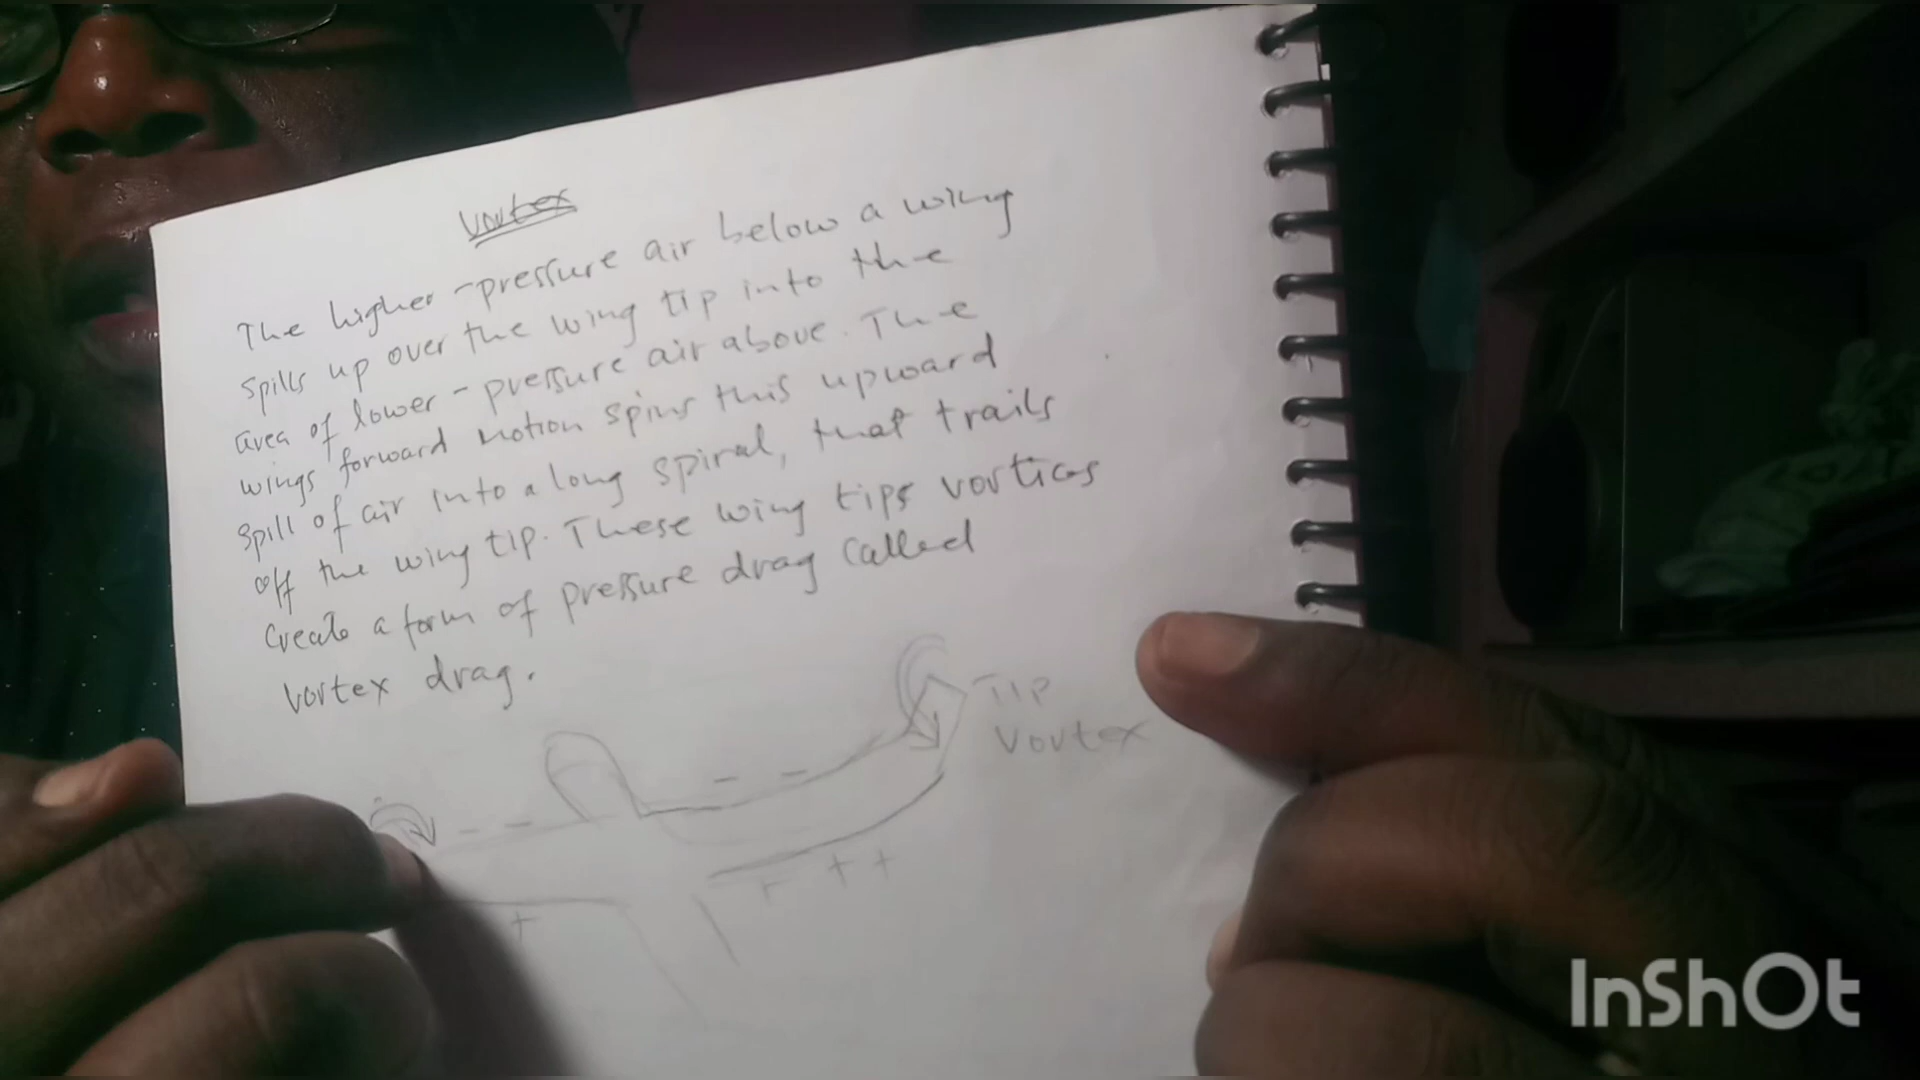 Vortex
The higher-pressure air below a wing
spills up over the wing tip into the
area of lower-pressure air above. The
wings forward motion spins this upward
spill of air into a long spiral, that trails
off the wing tip. These wing tips vortices
create a form of pressure drag called
Vortex drag.
Tip
Vortex
- -
- -
+ + +
+
InShOt